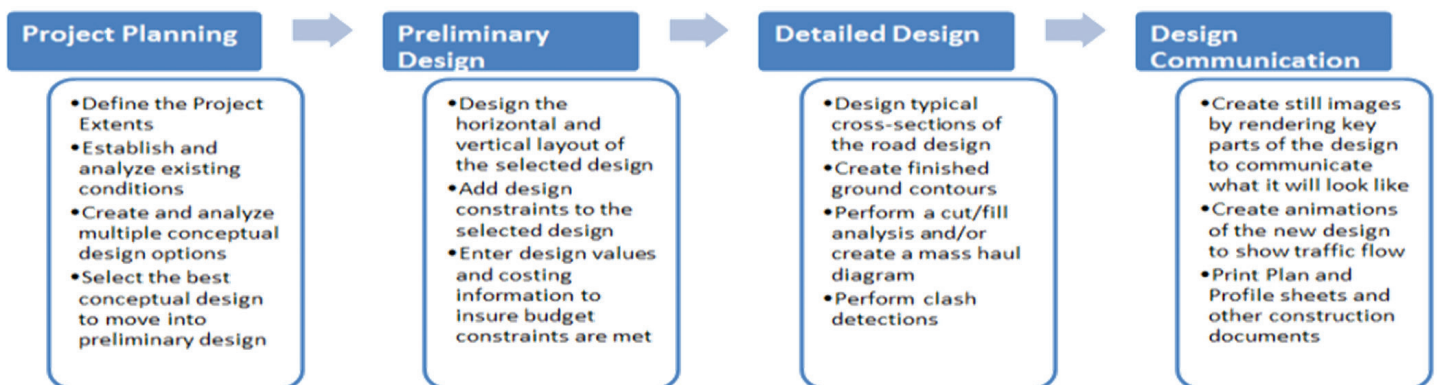 Project Planning
•Define the Project
Extents
•Establish and
analyze existing
conditions
•Create and analyze
multiple conceptual
design options
•Select the best
conceptual design
to move into
preliminary design
Preliminary
Design
•Design the
horizontal and
vertical layout of
the selected design
•Add design
constraints to the
selected design
•Enter design values
and costing
information to
insure budget
constraints are met
Detailed Design
•Design typical
cross-sections of
the road design
•Create finished
ground contours
•Perform a cut/fill
analysis and/or
create a mass haul
diagram
•Perform clash
detections
Design
Communication
•Create still images
by rendering key
parts of the design
to communicate
what it will look like
•Create animations
of the new design
to show traffic flow
•Print Plan and
Profile sheets and
other construction
documents